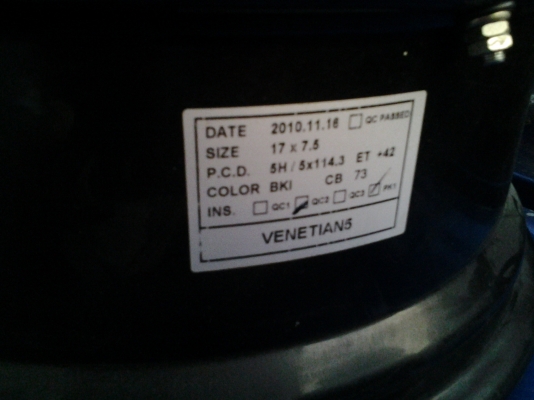 DATE 2010.11.16 QC PASSED
SIZE 17 x 7.5
P.C.D. 5H / 5x114.3 ET +42
COLOR BKI CB 73
INS. QC1 QC2 QC3 PK1
VENETIAN5